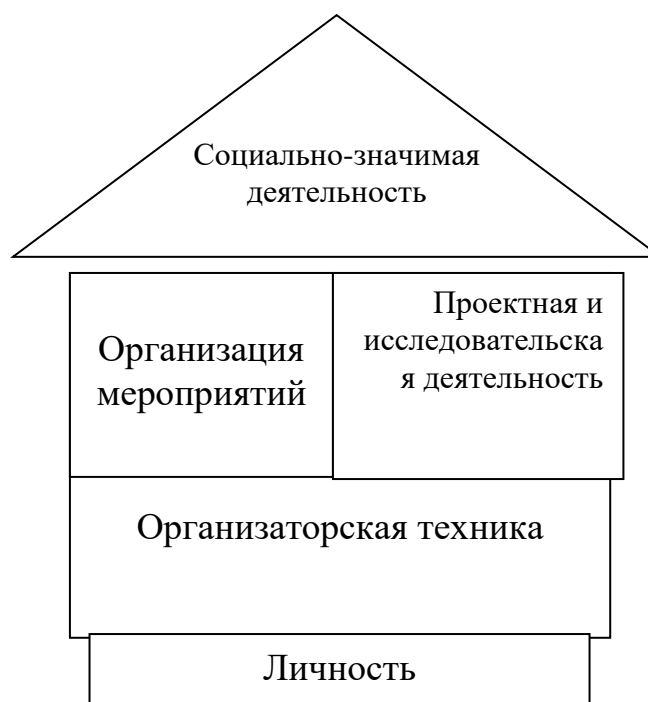 Социально-значимая
деятельность
Организация
мероприятий
Проектная и
исследовательска
я деятельность
Организаторская техника
Личность